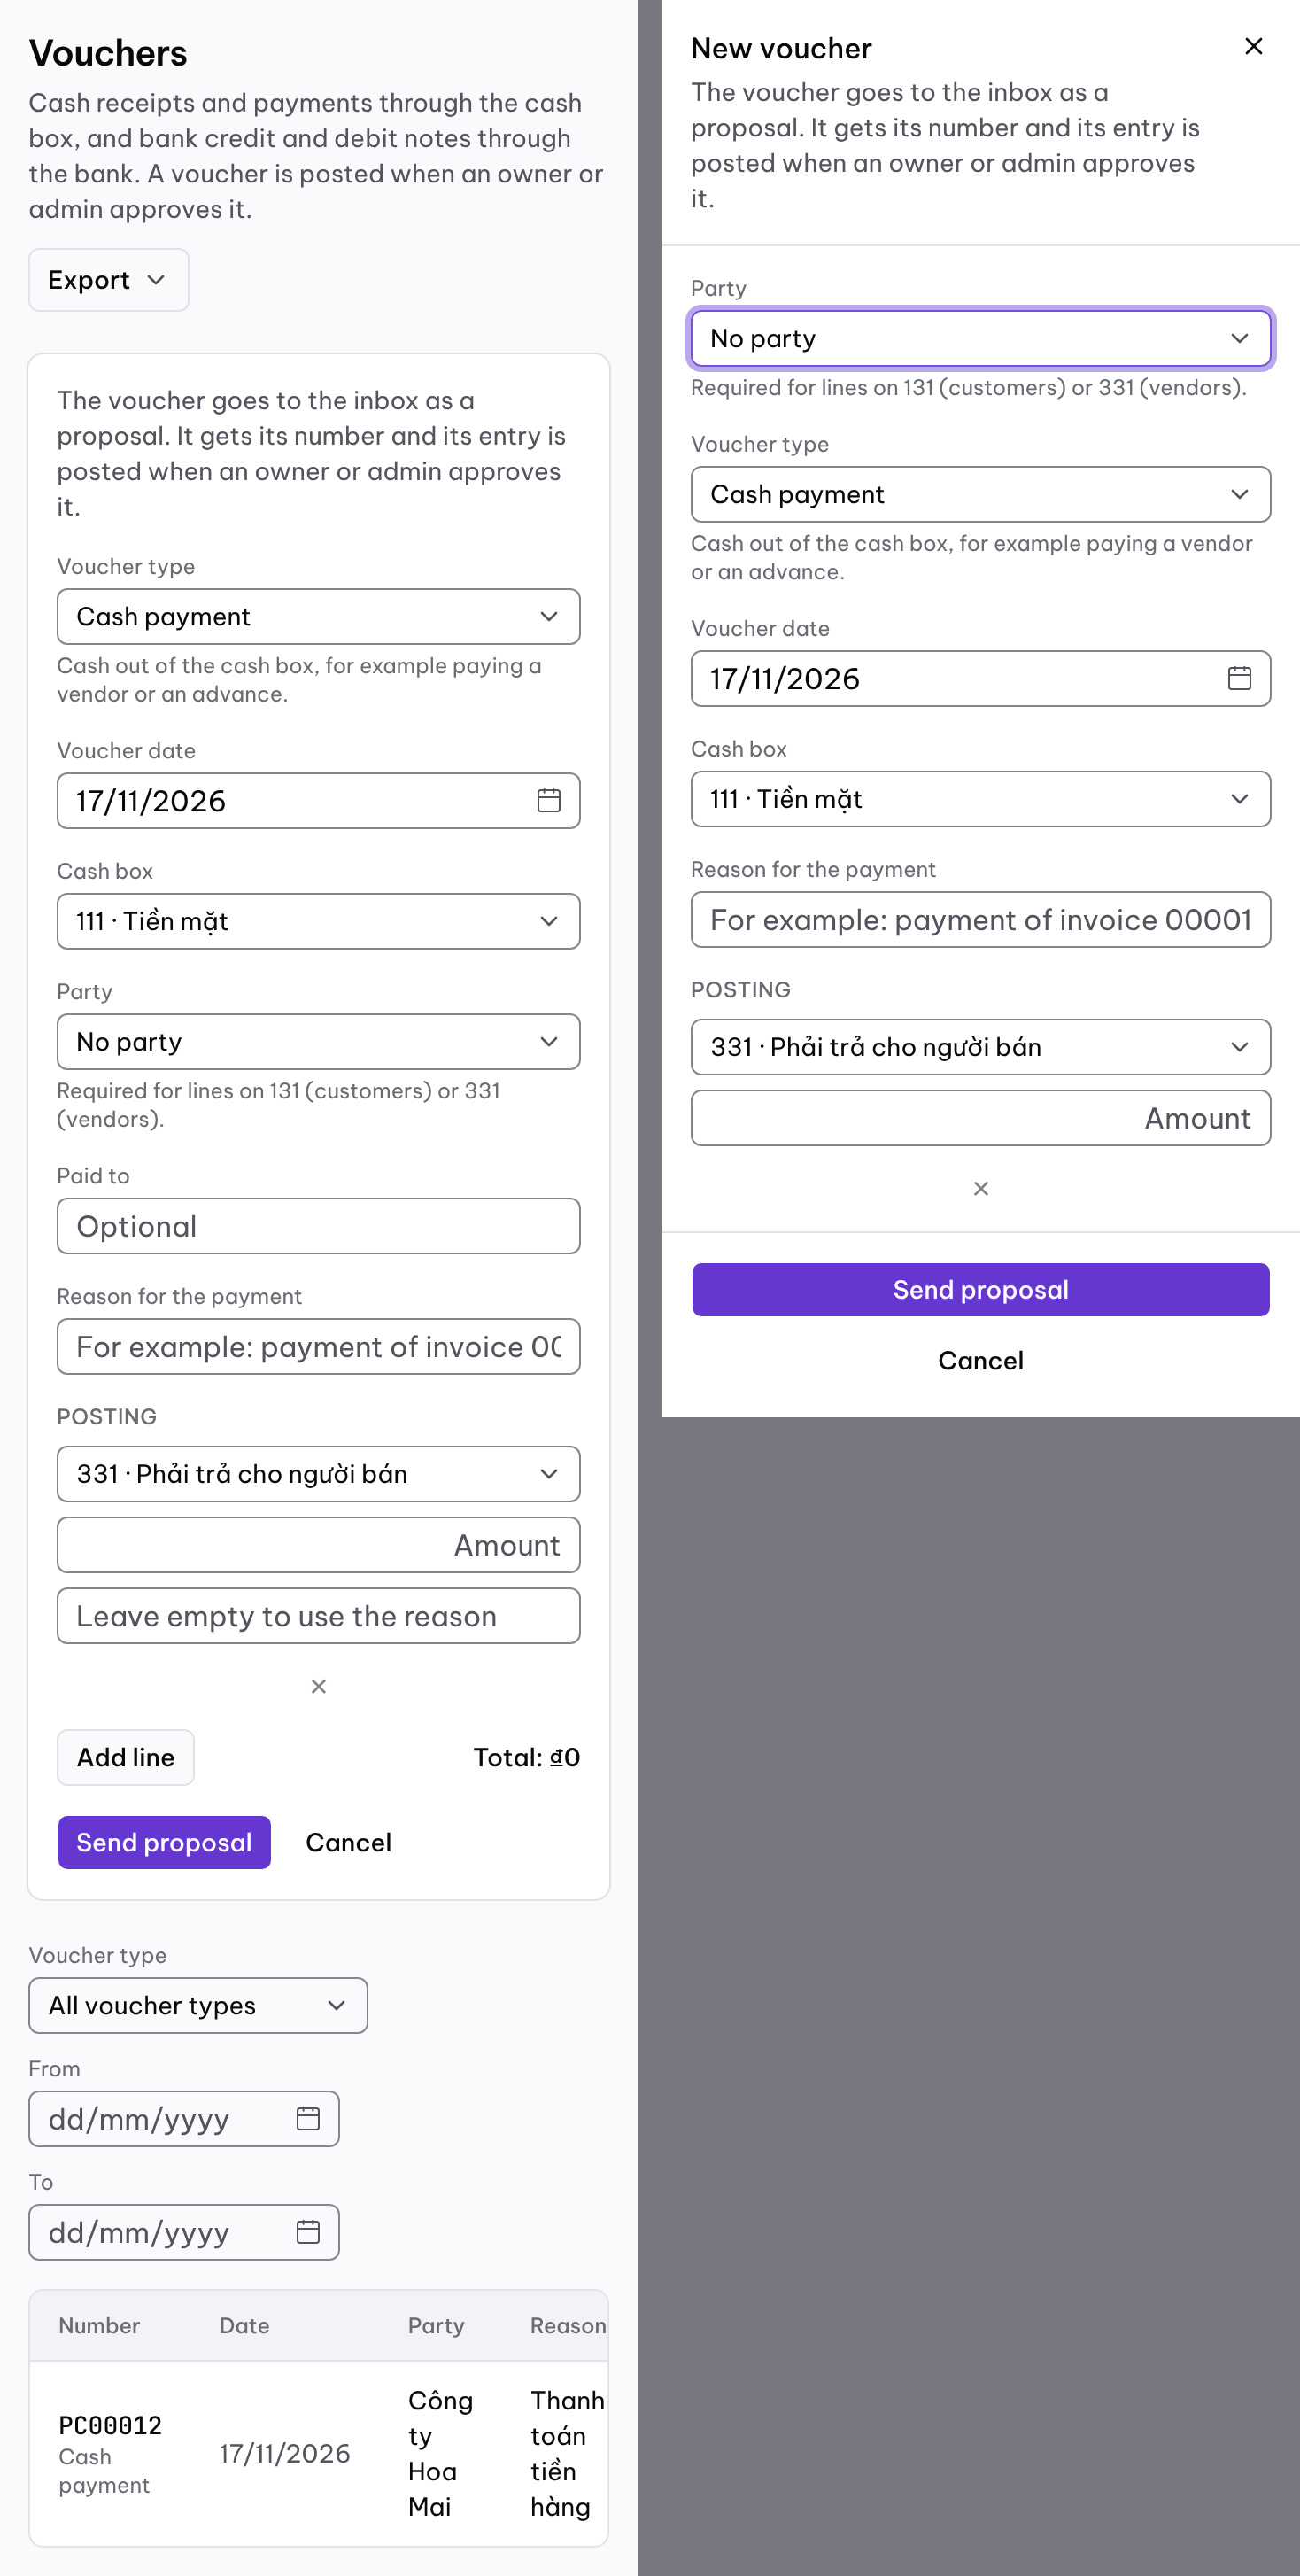 Vouchers
Cash receipts and payments through the cash
box, and bank credit and debit notes through
the bank. A voucher is posted when an owner or
admin approves it.
Export
The voucher goes to the inbox as a
proposal. It gets its number and its entry is
posted when an owner or admin approves
it.
Voucher type
Cash payment
Cash out of the cash box, for example paying a
vendor or an advance.
Voucher date
17/11/2026
Cash box
111 · Tiền mặt
Party
No party
Required for lines on 131 (customers) or 331
(vendors).
Paid to
Optional
Reason for the payment
For example: payment of invoice 00
POSTING
331 · Phải trả cho người bán
Amount
Leave empty to use the reason
×
Add line
Total: ₫0
Send proposal
Cancel
Voucher type
All voucher types
From
dd/mm/yyyy
To
dd/mm/yyyy
Number Date Party Reason
PC00012
Cash
payment
17/11/2026
Công
ty
Hoa
Mai
Thanh
toán
tiền
hàng
New voucher
The voucher goes to the inbox as a
proposal. It gets its number and its entry is
posted when an owner or admin approves
it.
Party
No party
Required for lines on 131 (customers) or 331 (vendors).
Voucher type
Cash payment
Cash out of the cash box, for example paying a vendor
or an advance.
Voucher date
17/11/2026
Cash box
111 · Tiền mặt
Reason for the payment
For example: payment of invoice 00001
POSTING
331 · Phải trả cho người bán
Amount
×
Send proposal
Cancel